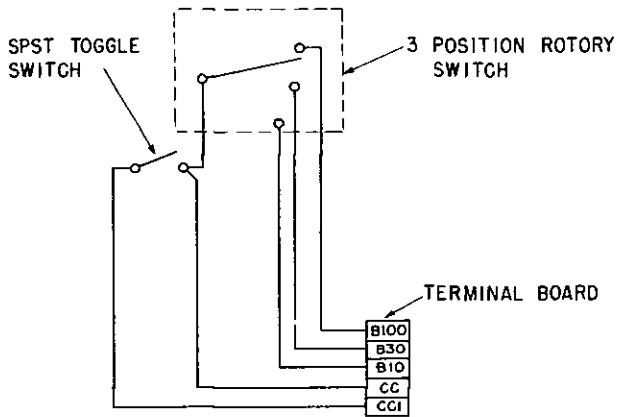 SPST TOGGLE
SWITCH
3 POSITION ROTORY
SWITCH
TERMINAL BOARD
B100
B30
B10
CC
CC1